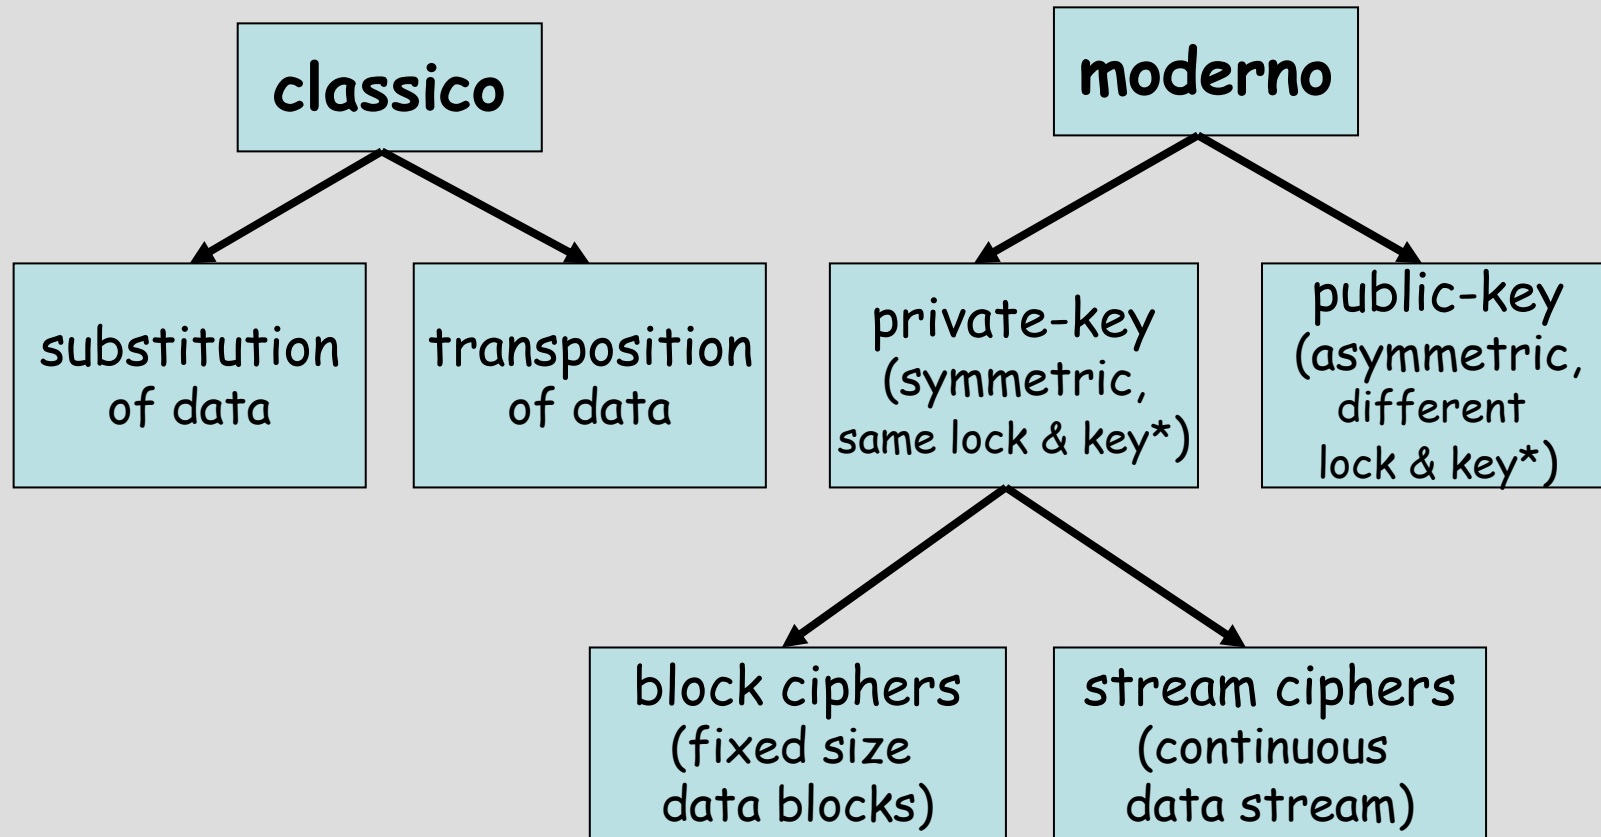 classico
moderno
substitution
of data
transposition
of data
private-key
(symmetric,
same lock & key*)
public-key
(asymmetric,
different
lock & key*)
block ciphers
(fixed size
data blocks)
stream ciphers
(continuous
data stream)